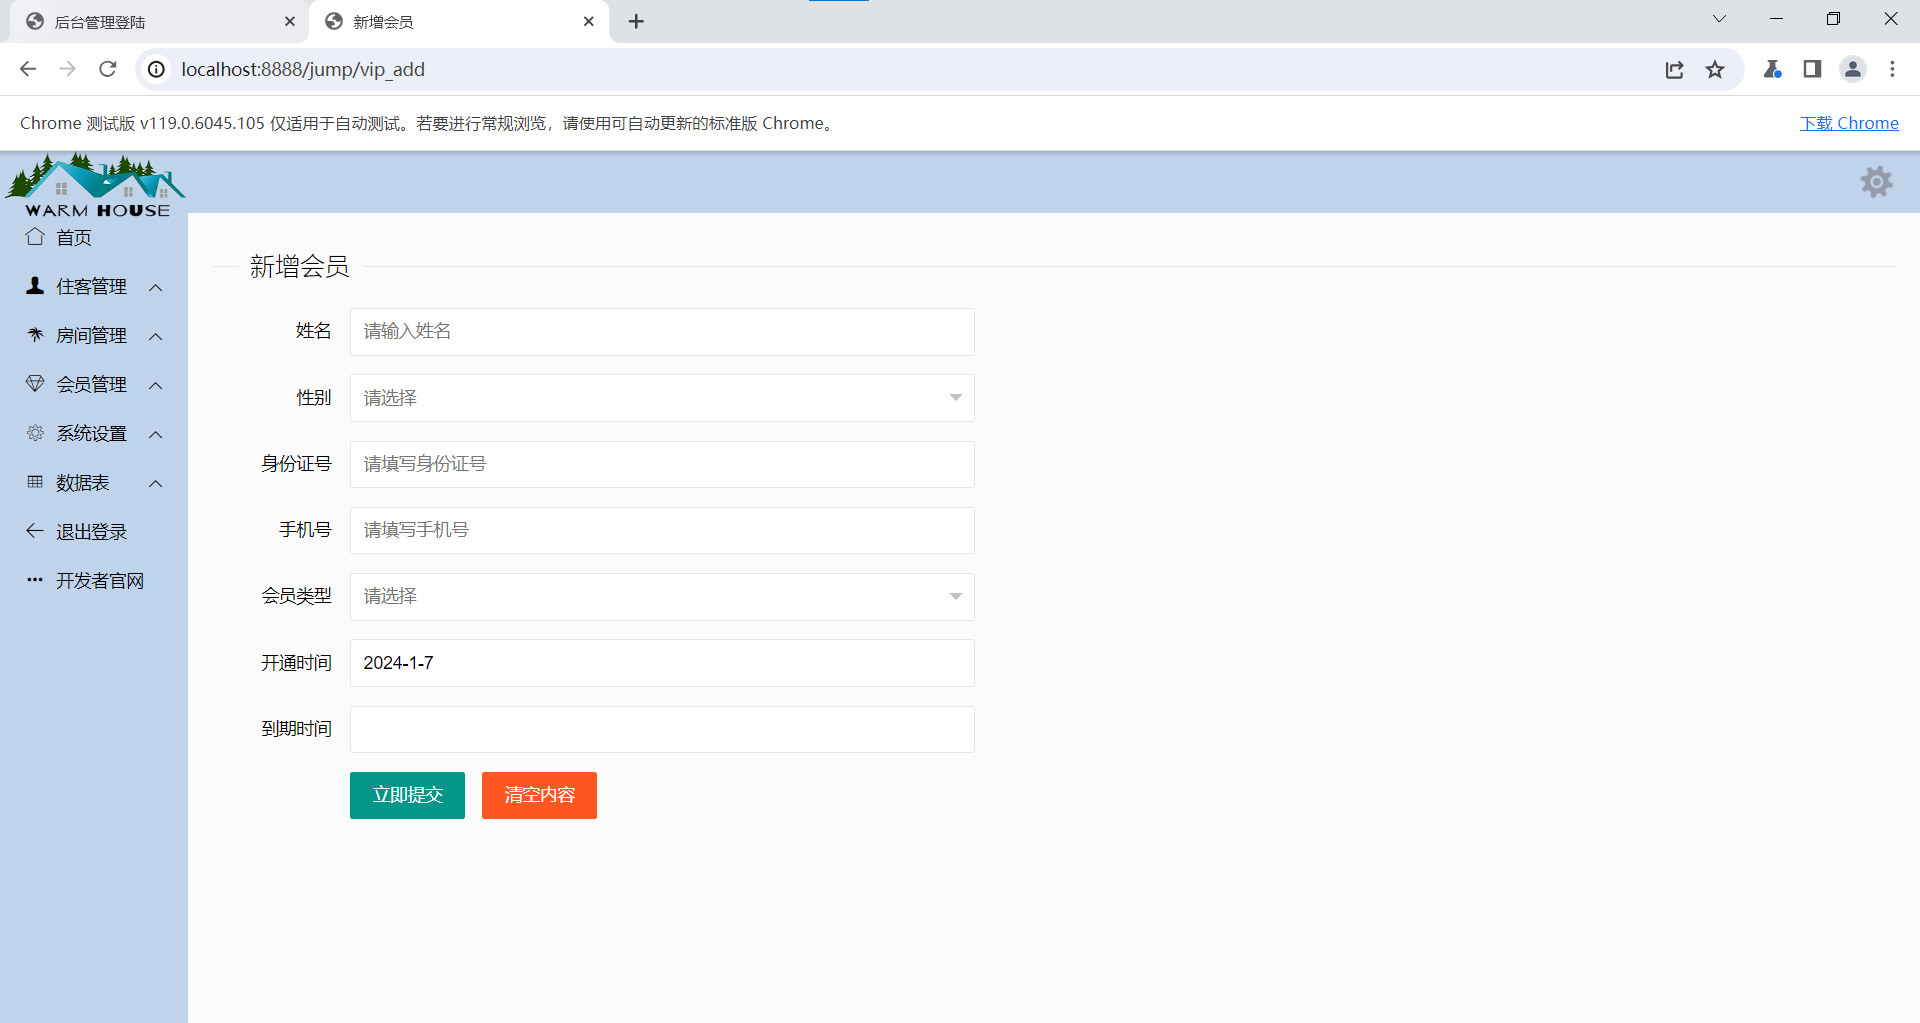 后台管理登陆
新增会员
localhost:8888/jump/vip_add
Chrome 测试版 v119.0.6045.105 仅适用于自动测试。若要进行常规浏览，请使用可自动更新的标准版 Chrome。
下载 Chrome
WARM HOUSE
首页
住客管理
房间管理
会员管理
系统设置
数据表
退出登录
开发者官网
新增会员
姓名 请输入姓名
性别 请选择
身份证号 请填写身份证号
手机号 请填写手机号
会员类型 请选择
开通时间 2024-1-7
到期时间
立即提交 清空内容